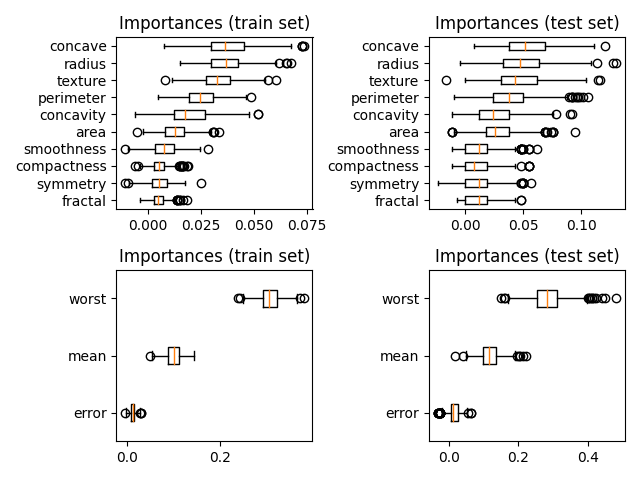 Importances (train set)
concave
radius
texture
perimeter
concavity
area
smoothness
compactness
symmetry
fractal
0.000 0.025 0.050 0.075
Importances (test set)
concave
radius
texture
perimeter
concavity
area
smoothness
compactness
symmetry
fractal
0.00 0.05 0.10
Importances (train set)
worst
mean
error
0.0 0.2
Importances (test set)
worst
mean
error
0.0 0.2 0.4